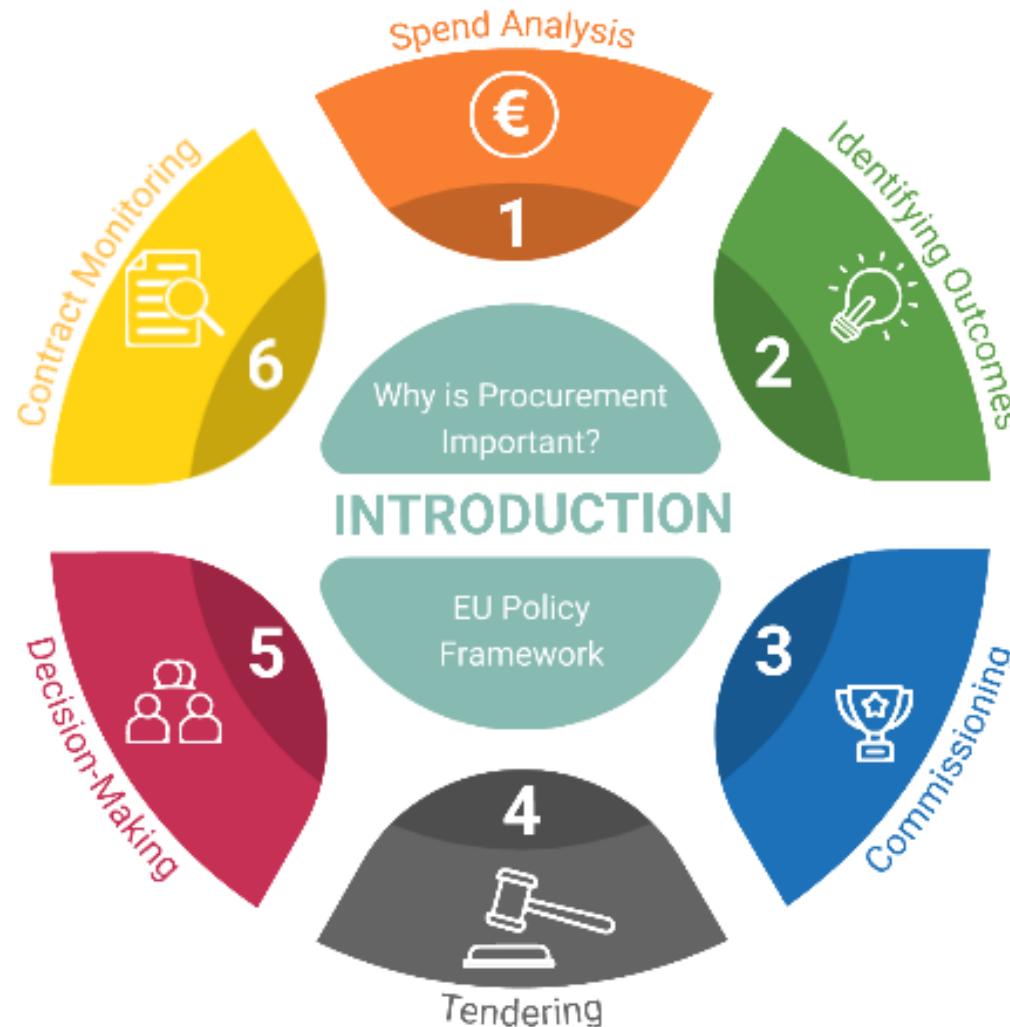 Spend Analysis
€
1
Identifying Outcomes
2
Commissioning
3
Tendering
4
Decision-Making
5
Contract Monitoring
6
Why is Procurement
Important?
INTRODUCTION
EU Policy
Framework